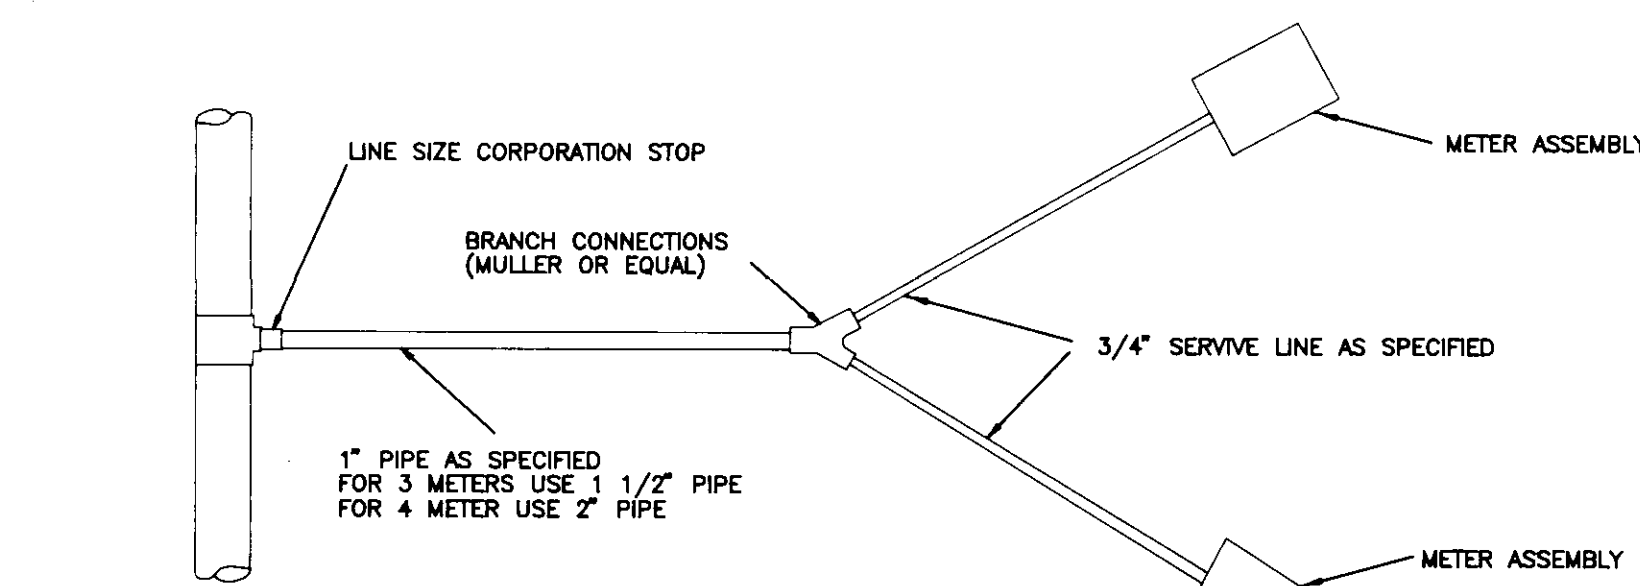 LINE SIZE CORPORATION STOP
METER ASSEMBLY
BRANCH CONNECTIONS
(MULLER OR EQUAL)
3/4" SERVIVE LINE AS SPECIFIED
1" PIPE AS SPECIFIED
FOR 3 METERS USE 1 1/2" PIPE
FOR 4 METER USE 2" PIPE
METER ASSEMBLY